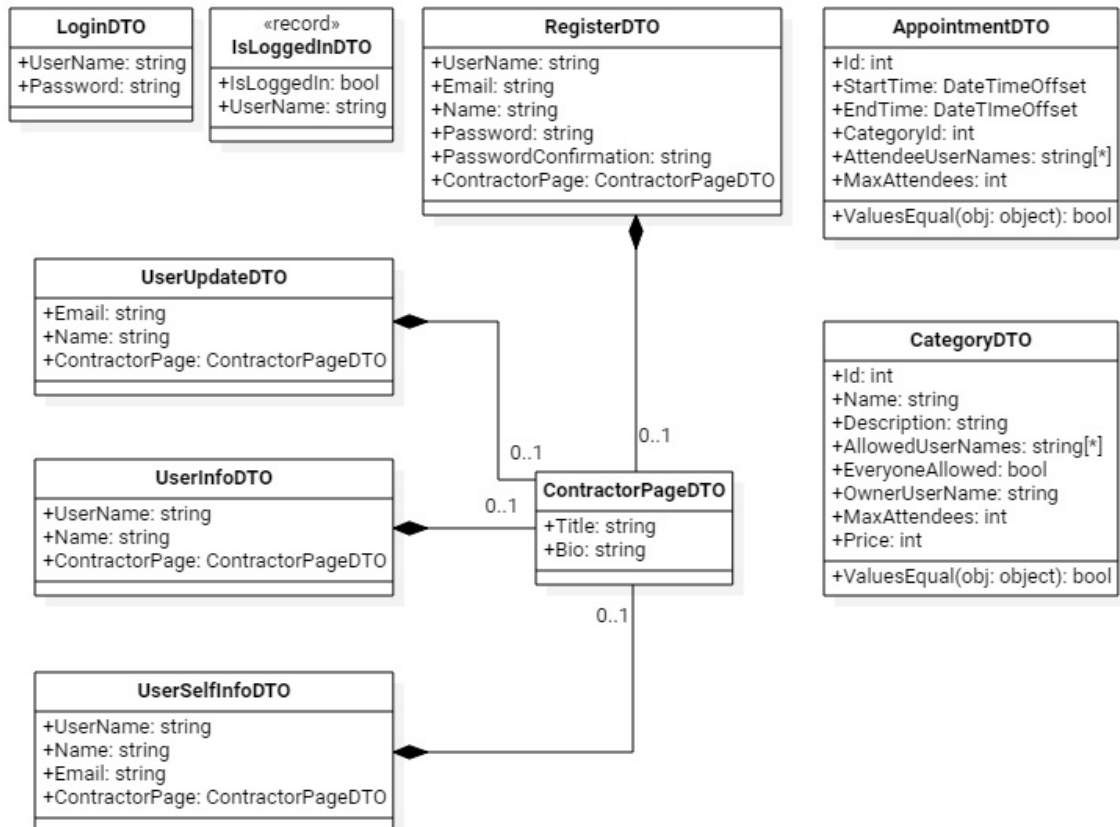 LoginDTO
+UserName: string
+Password: string
«record»
IsLoggedInDTO
+IsLoggedIn: bool
+UserName: string
RegisterDTO
+UserName: string
+Email: string
+Name: string
+Password: string
+PasswordConfirmation: string
+ContractorPage: ContractorPageDTO
AppointmentDTO
+Id: int
+StartTime: DateTimeOffset
+EndTime: DateTImeOffset
+CategoryId: int
+AttendeeUserNames: string[*]
+MaxAttendees: int
+ValuesEqual(obj: object): bool
UserUpdateDTO
+Email: string
+Name: string
+ContractorPage: ContractorPageDTO
0..1
0..1
CategoryDTO
+Id: int
+Name: string
+Description: string
+AllowedUserNames: string[*]
+EveryoneAllowed: bool
+OwnerUserName: string
+MaxAttendees: int
+Price: int
+ValuesEqual(obj: object): bool
UserInfoDTO
+UserName: string
+Name: string
+ContractorPage: ContractorPageDTO
0..1
ContractorPageDTO
+Title: string
+Bio: string
0..1
UserSelfInfoDTO
+UserName: string
+Name: string
+Email: string
+ContractorPage: ContractorPageDTO